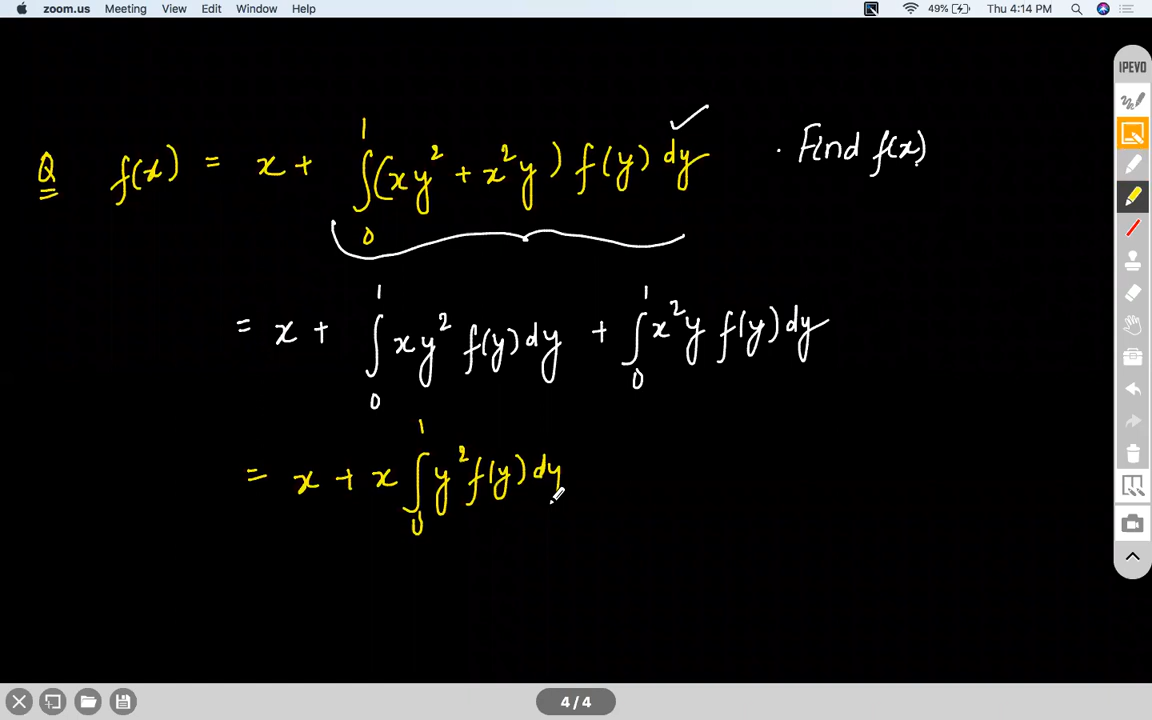 zoom.us Meeting View Edit Window Help 49% Thu 4:14 PM
IPEVO
Q f(x) = x + ∫₀¹ (xy² + x²y) f(y) dy . Find f(x)
= x + ∫₀¹ xy² f(y) dy + ∫₀¹ x²y f(y) dy
= x + x ∫₀¹ y² f(y) dy
4/4